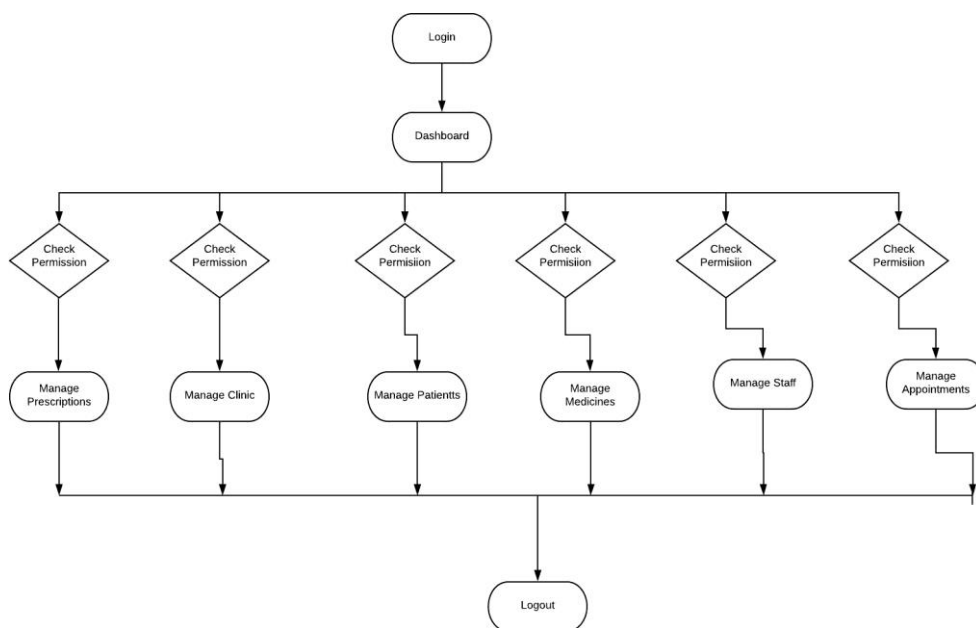 Login
Dashboard
Check
Permission
Check
Permission
Check
Permisiion
Check
Permisiion
Check
Permisiion
Check
Permisiion
Manage
Prescriptions
Manage Clinic
Manage Patientts
Manage
Medicines
Manage Staff
Manage
Appointments
Logout